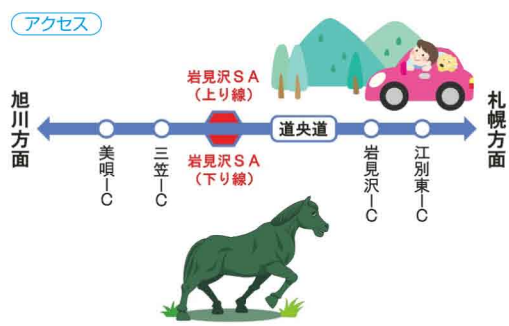 アクセス
岩見沢SA
（上り線）
旭川方面
道央道
札幌方面
美唄IC
三笠IC
岩見沢SA
（下り線）
岩見沢IC
江別東IC